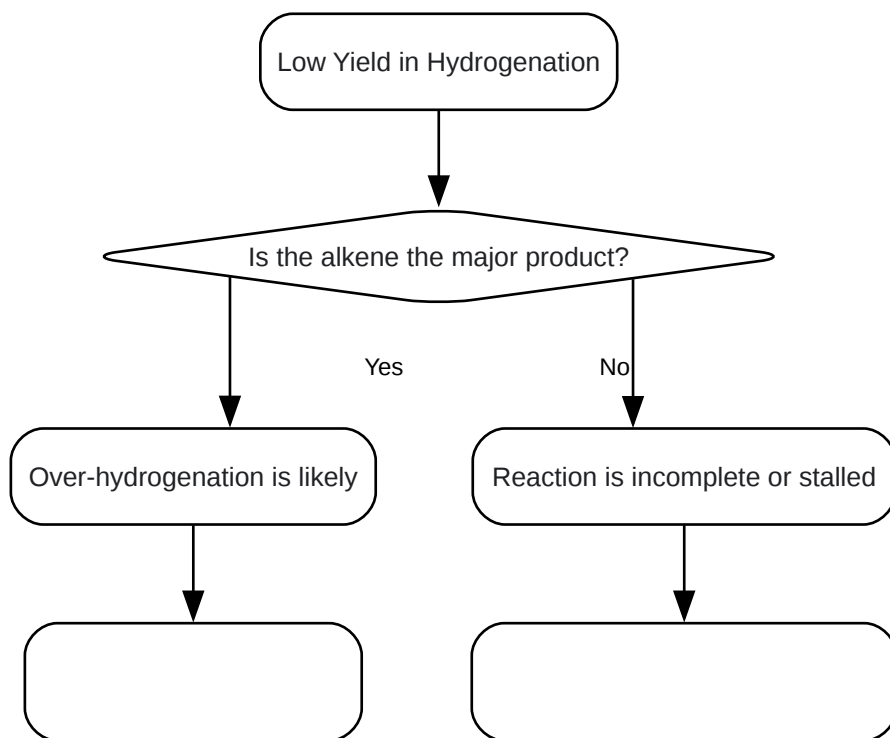 Low Yield in Hydrogenation
Is the alkene the major product?
Yes
No
Over-hydrogenation is likely
Reaction is incomplete or stalled